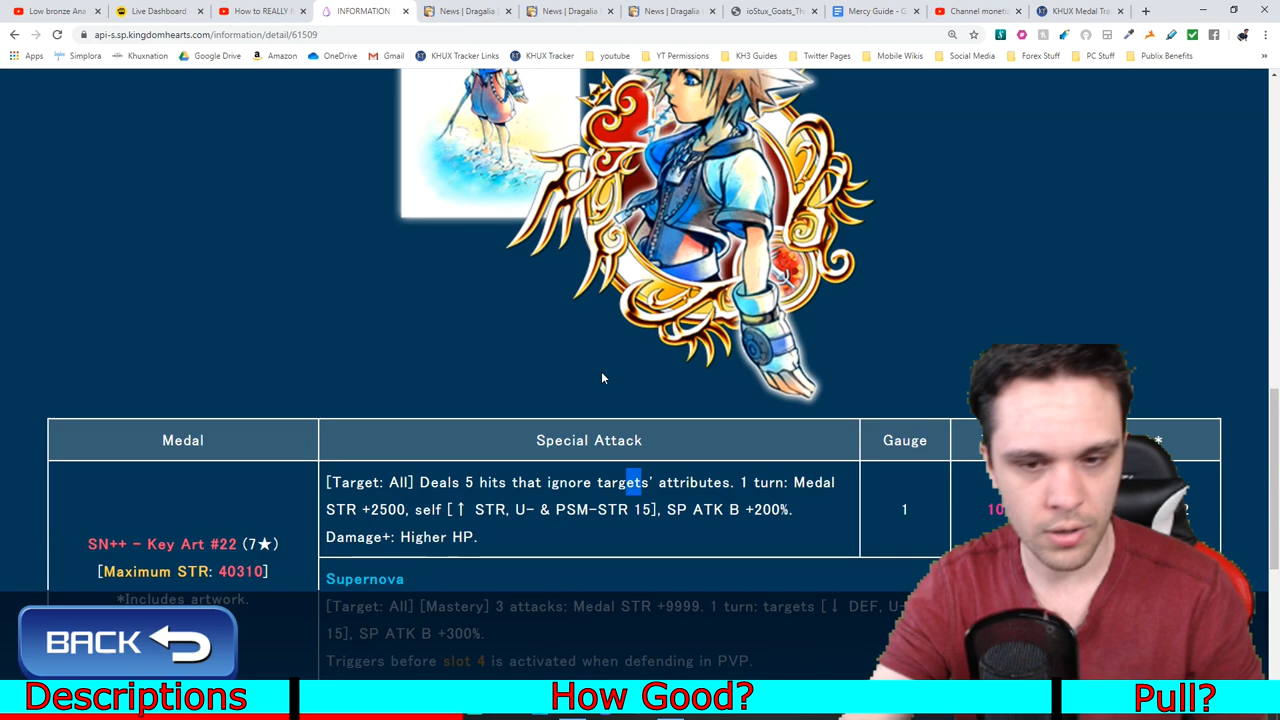 Low bronze Ana
Live Dashboard
How to REALLY
INFORMATION
News | Dragalia
News | Dragalia
News | Dragalia
ioStux_Goats_Th
Mercy Guide - G
Channel monetiz
KHUX Medal Tra
api-s.sp.kingdomhearts.com/information/detail/61509
Apps
Khuxnation
Google Drive
Amazon
OneDrive
Gmail
KHUX Tracker Links
KHUX Tracker
youtube
YT Permissions
KH3 Guides
Twitter Pages
Mobile Wikis
Social Media
Forex Stuff
PC Stuff
Publix Benefits
Medal
Special Attack
Gauge
[Target: All] Deals 5 hits that ignore targets' attributes. 1 turn: Medal
STR +2500, self [↑ STR, U- & PSM-STR 15], SP ATK B +200%.
Damage+: Higher HP.
1
10
SN++ - Key Art #22 (7★)
[Maximum STR: 40310]
*Includes artwork.
Supernova
[Target: All] [Mastery] 3 attacks: Medal STR +9999. 1 turn: targets [↓ DEF, U-
15], SP ATK B +300%.
Triggers before slot 4 is activated when defending in PVP.
BACK
Descriptions
How Good?
Pull?